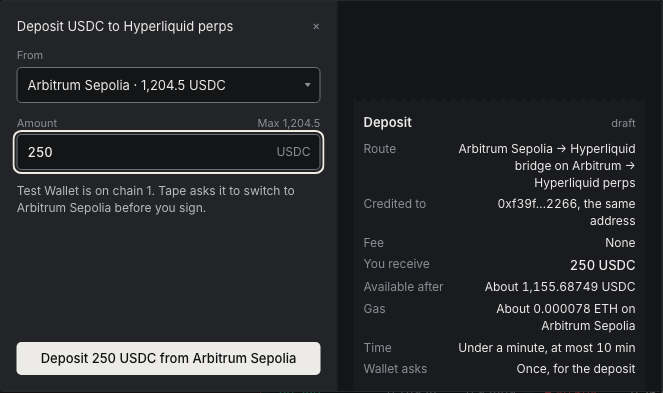 Deposit USDC to Hyperliquid perps
×
From
Arbitrum Sepolia · 1,204.5 USDC
Amount
Max 1,204.5
250
USDC
Test Wallet is on chain 1. Tape asks it to switch to
Arbitrum Sepolia before you sign.
Deposit 250 USDC from Arbitrum Sepolia
Deposit
draft
Route
Arbitrum Sepolia → Hyperliquid
bridge on Arbitrum →
Hyperliquid perps
Credited to
0xf39f...2266, the same
address
Fee
None
You receive
250 USDC
Available after
About 1,155.68749 USDC
Gas
About 0.000078 ETH on
Arbitrum Sepolia
Time
Under a minute, at most 10 min
Wallet asks
Once, for the deposit